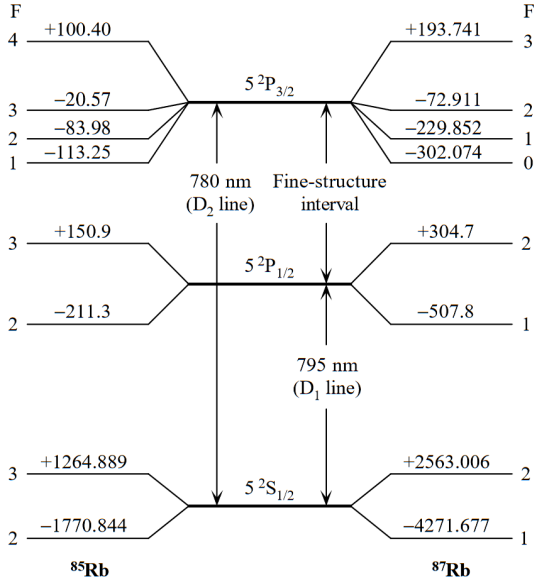 F F
+100.40 +193.741
4 3
5 ²P₃/₂
−20.57 −72.911
3 2
−83.98 −229.852
2 1
−113.25 −302.074
1 0
780 nm Fine-structure
(D₂ line) interval
+150.9 +304.7
3 2
5 ²P₁/₂
−211.3 −507.8
2 1
795 nm
(D₁ line)
+1264.889 +2563.006
3 2
5 ²S₁/₂
−1770.844 −4271.677
2 1
⁸⁵Rb ⁸⁷Rb